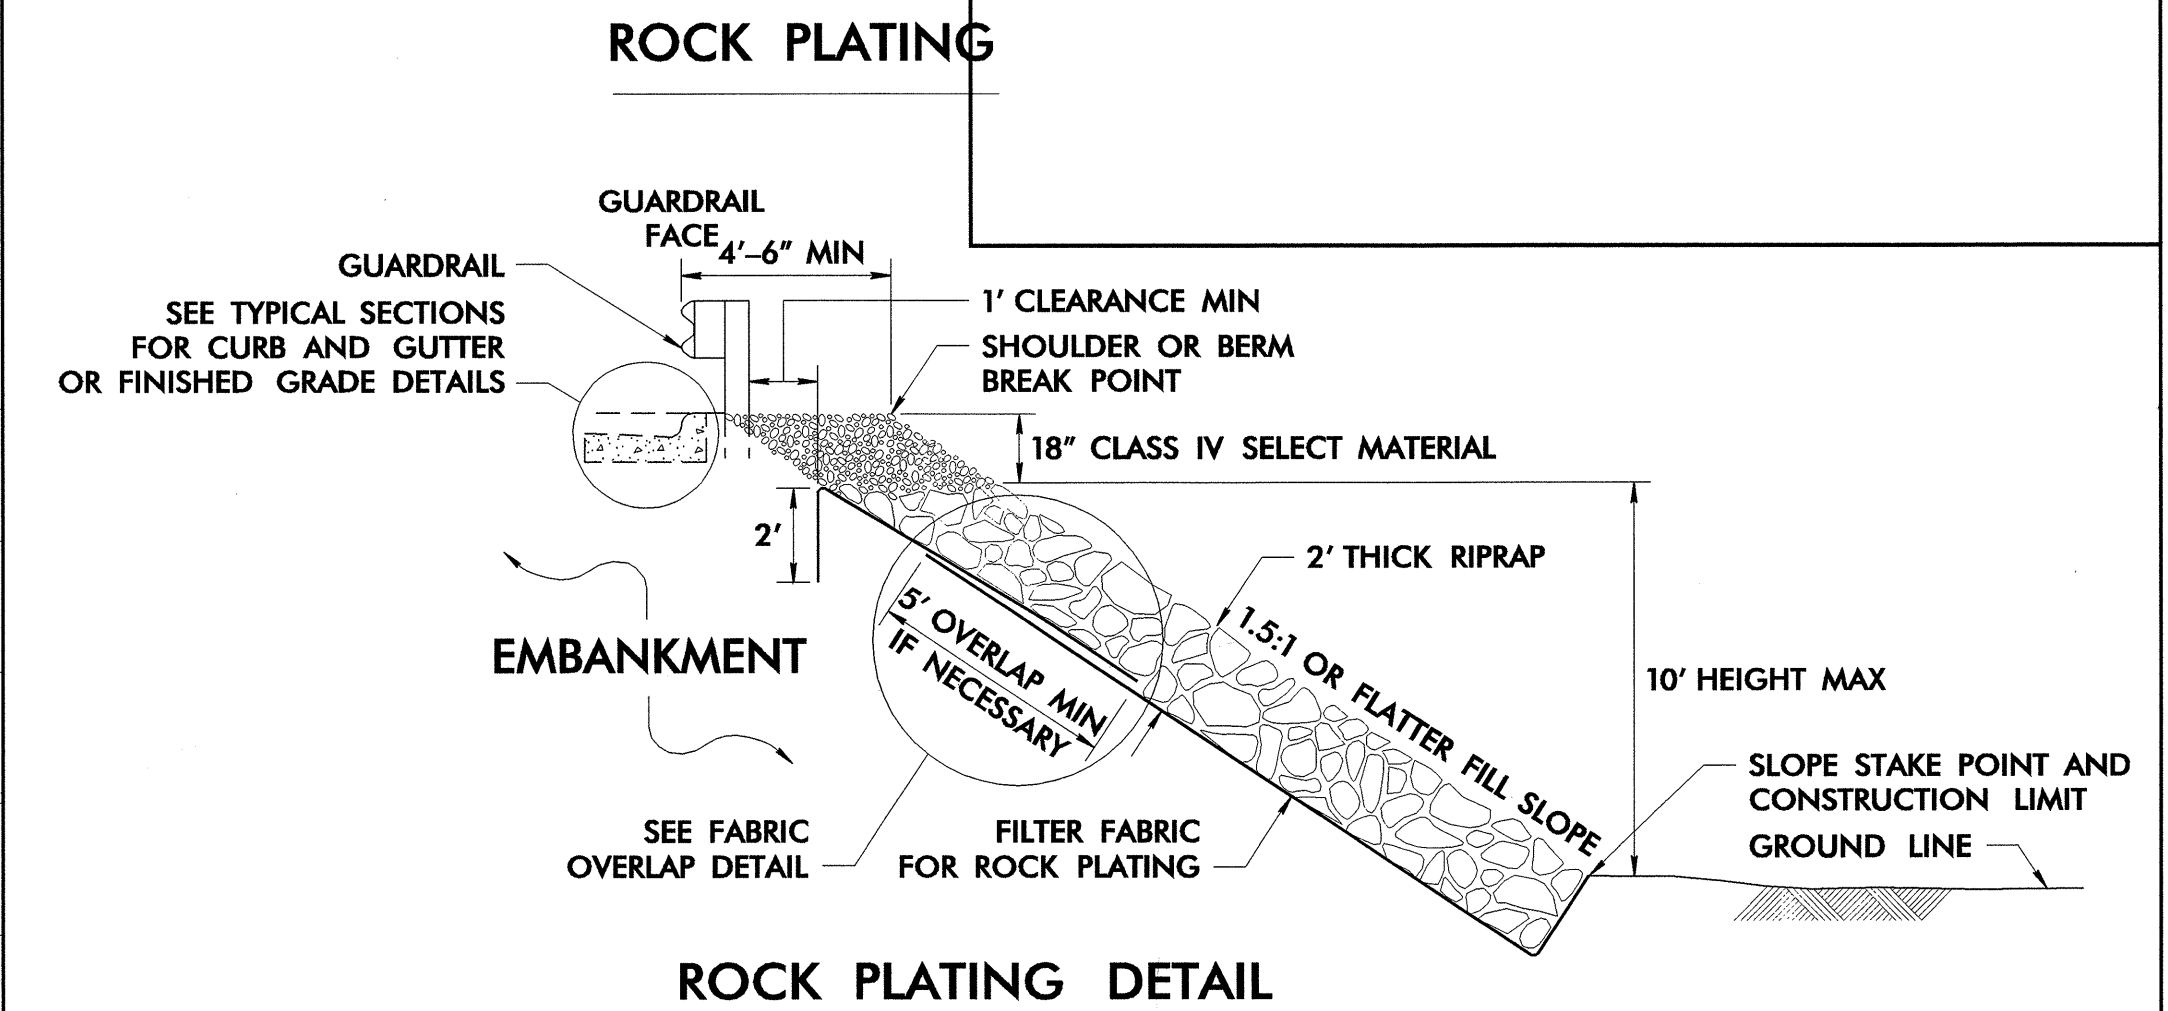 ROCK PLATING
GUARDRAIL
FACE
4'–6" MIN
GUARDRAIL
SEE TYPICAL SECTIONS
FOR CURB AND GUTTER
OR FINISHED GRADE DETAILS
1' CLEARANCE MIN
SHOULDER OR BERM
BREAK POINT
18" CLASS IV SELECT MATERIAL
2'
2' THICK RIPRAP
5' OVERLAP MIN
IF NECESSARY
1.5:1 OR FLATTER FILL SLOPE
EMBANKMENT
10' HEIGHT MAX
SLOPE STAKE POINT AND
CONSTRUCTION LIMIT
GROUND LINE
SEE FABRIC
OVERLAP DETAIL
FILTER FABRIC
FOR ROCK PLATING
ROCK PLATING DETAIL